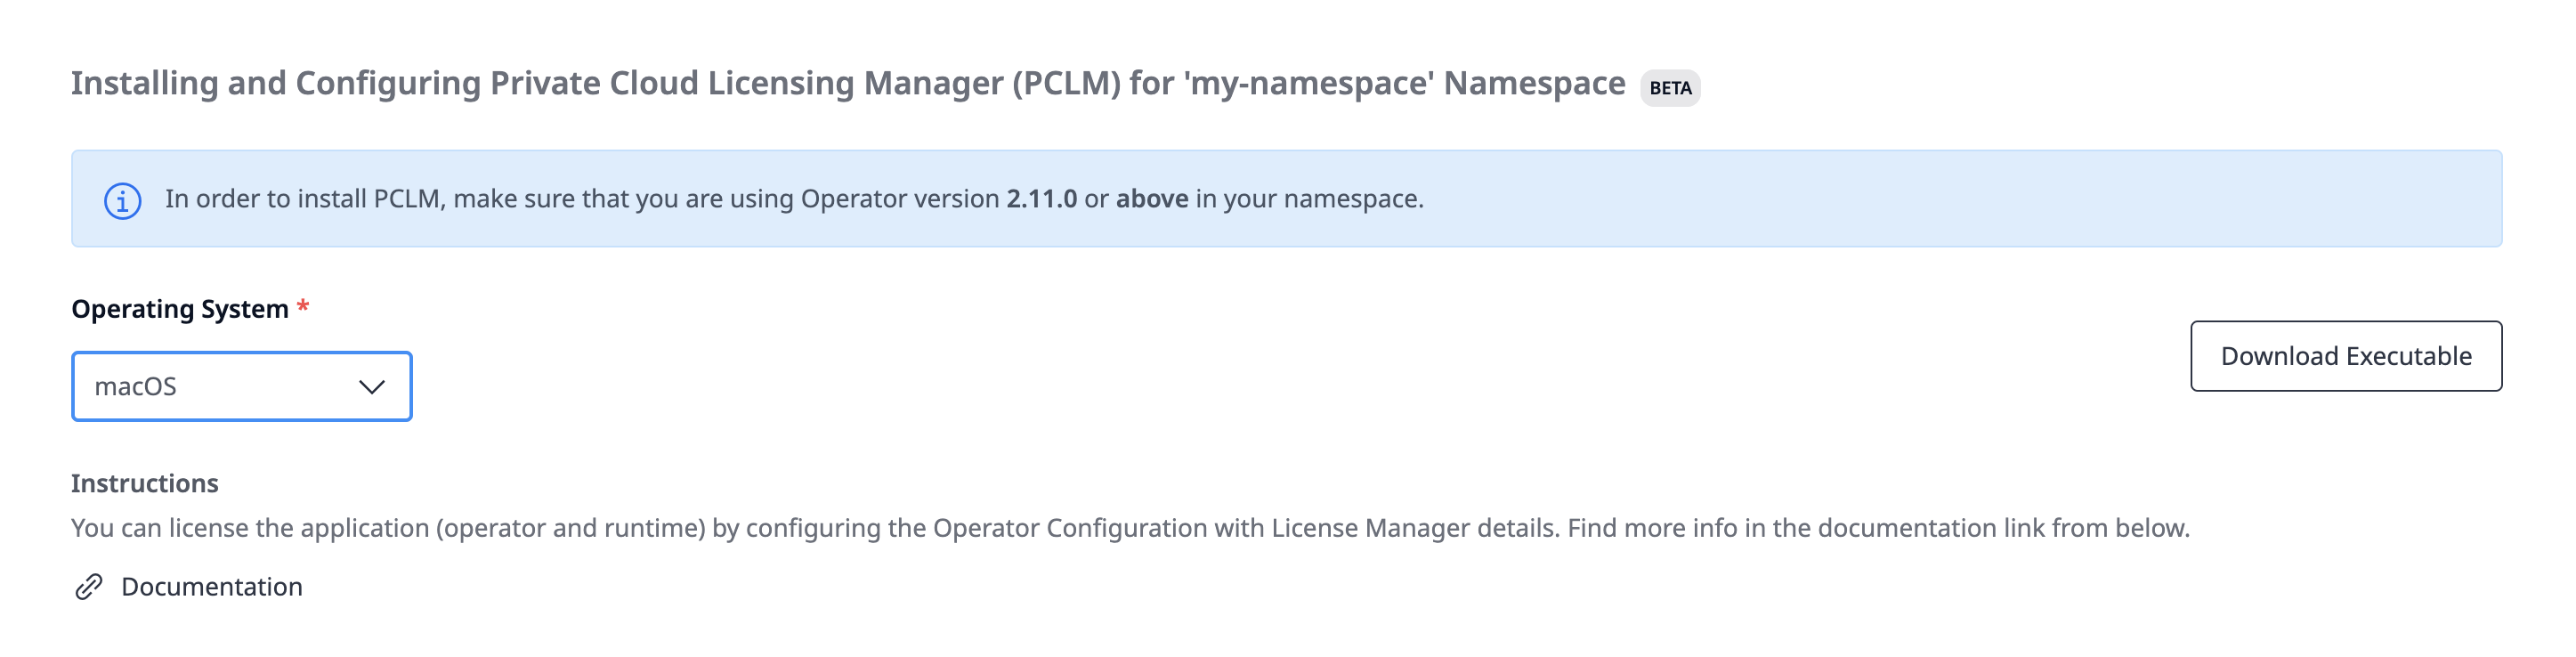 Installing and Configuring Private Cloud Licensing Manager (PCLM) for 'my-namespace' Namespace BETA
In order to install PCLM, make sure that you are using Operator version 2.11.0 or above in your namespace.
Operating System *
macOS
Download Executable
Instructions
You can license the application (operator and runtime) by configuring the Operator Configuration with License Manager details. Find more info in the documentation link from below.
Documentation